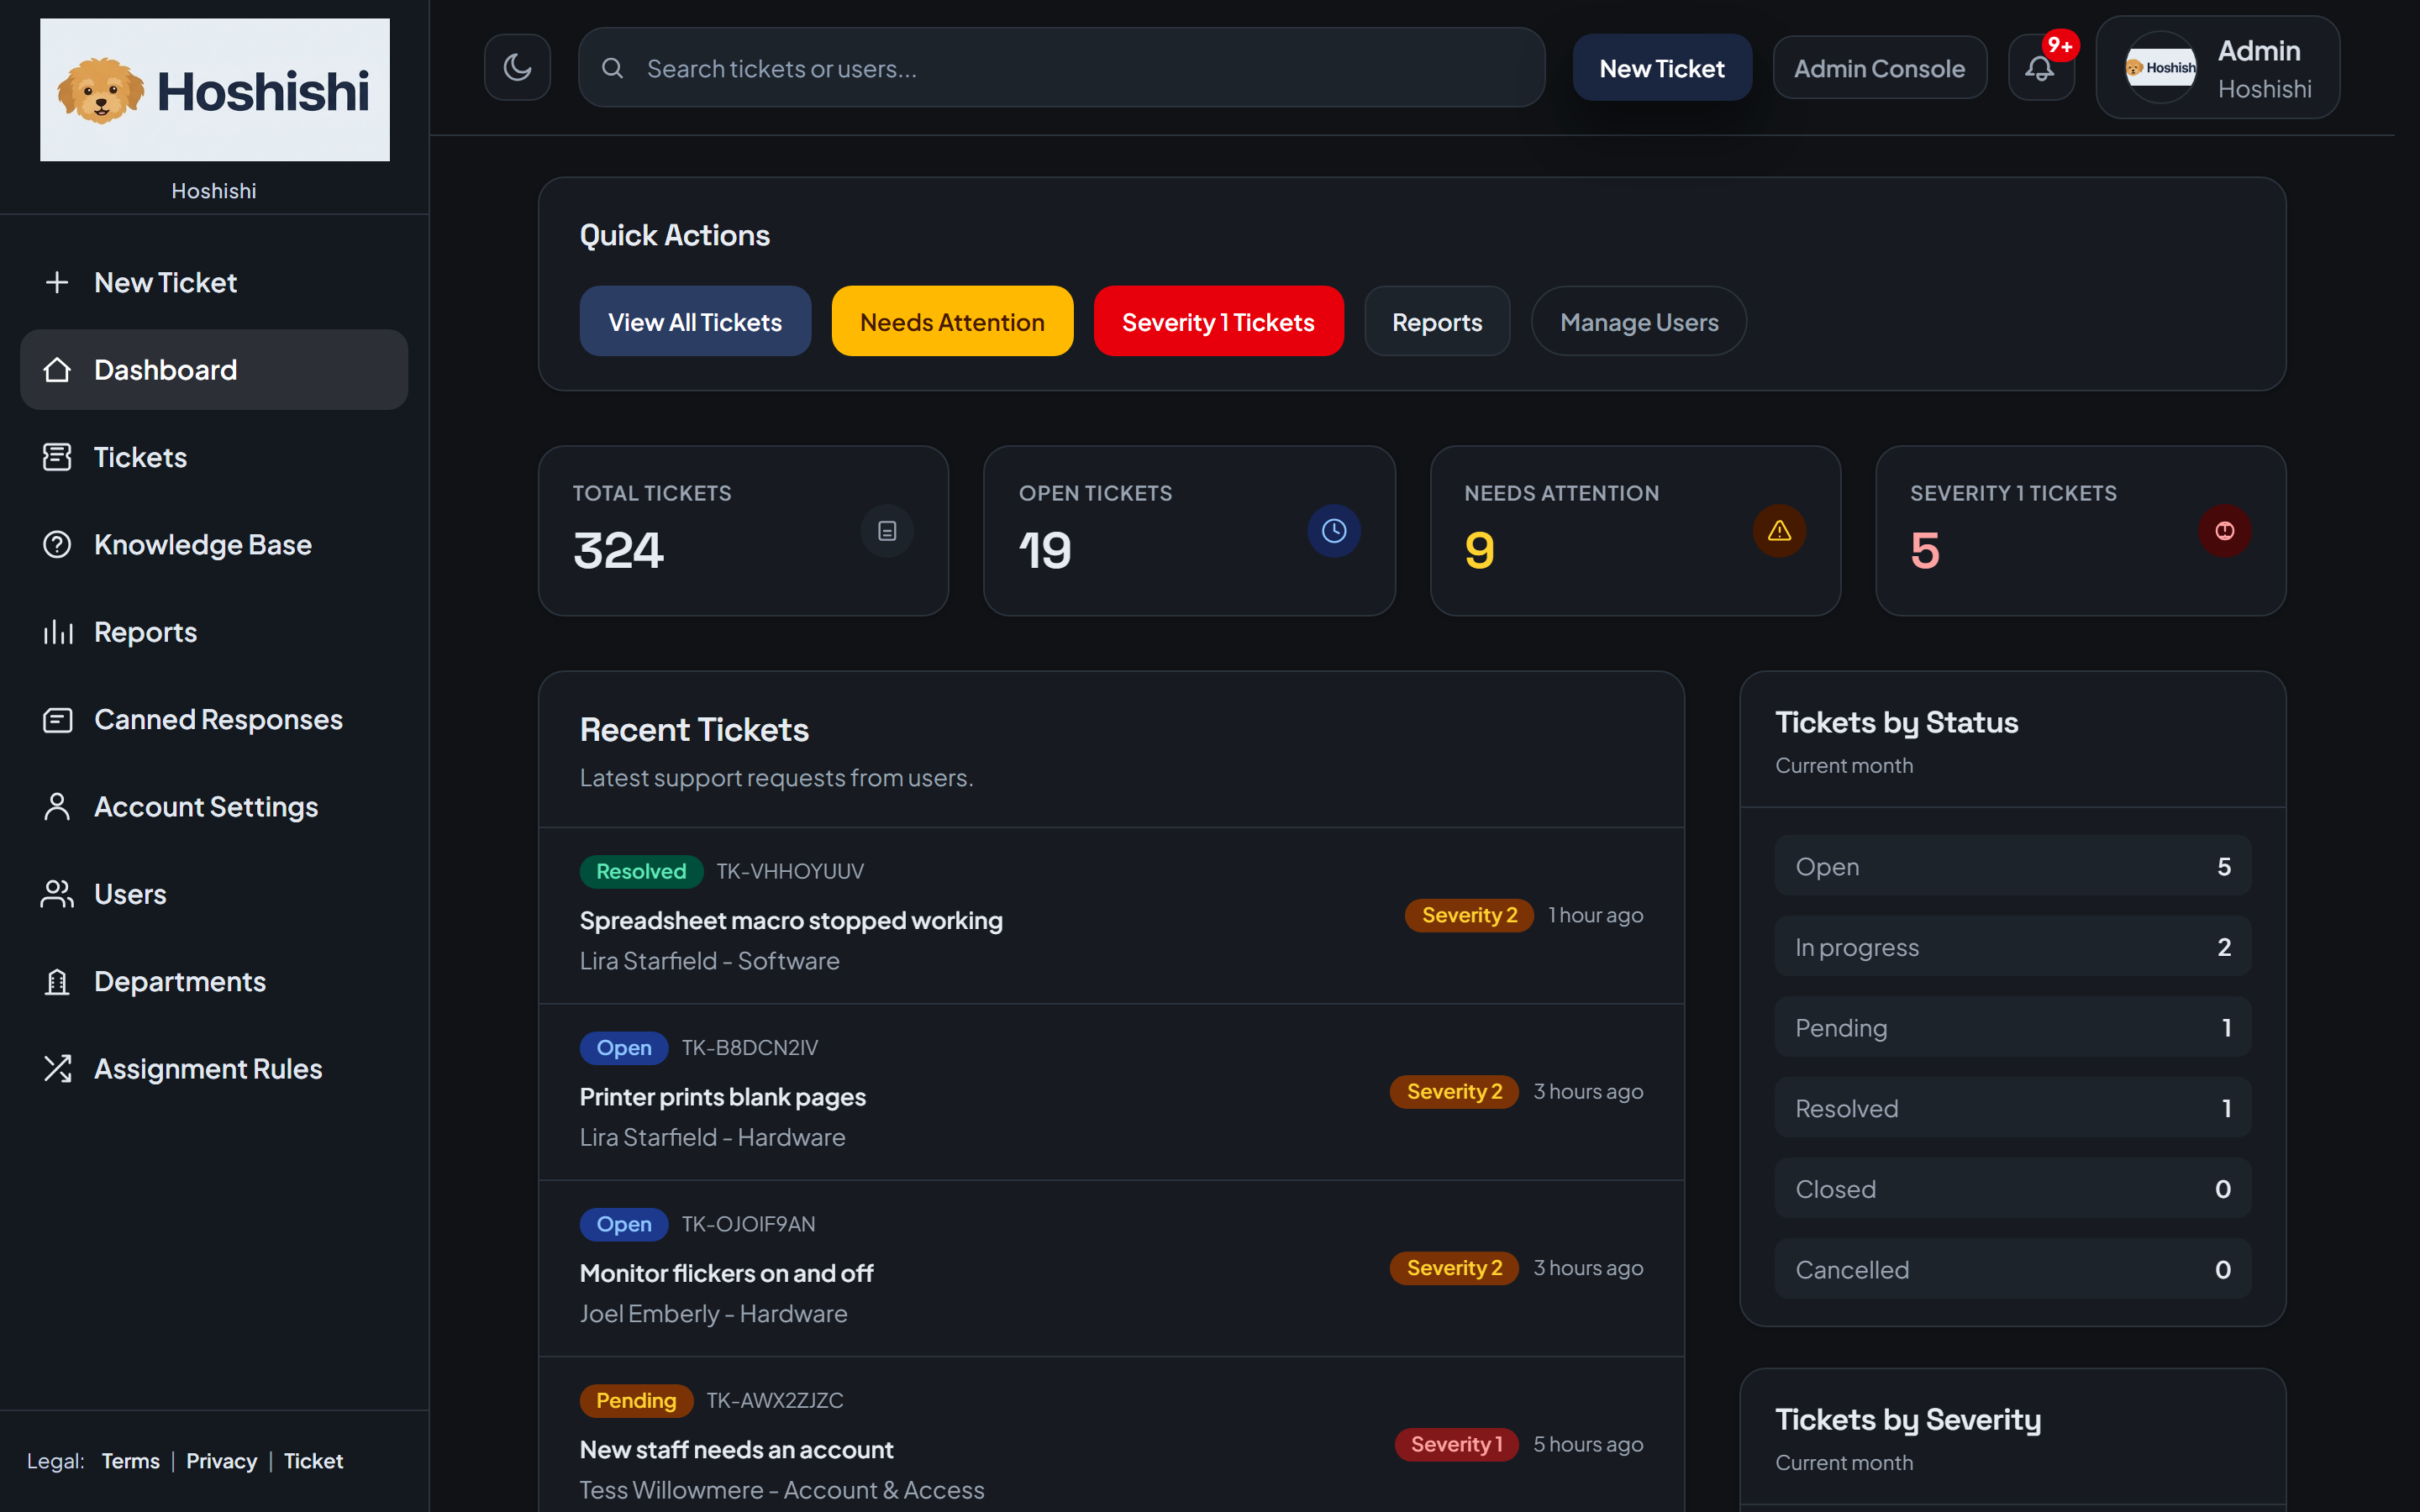 Hoshishi
Hoshishi
New Ticket
Dashboard
Tickets
Knowledge Base
Reports
Canned Responses
Account Settings
Users
Departments
Assignment Rules
Legal: Terms | Privacy | Ticket
Search tickets or users...
New Ticket
Admin Console
9+
Hoshish
Admin
Hoshishi
Quick Actions
View All Tickets
Needs Attention
Severity 1 Tickets
Reports
Manage Users
TOTAL TICKETS
324
OPEN TICKETS
19
NEEDS ATTENTION
9
SEVERITY 1 TICKETS
5
Recent Tickets
Latest support requests from users.
Resolved TK-VHHOYUUV
Spreadsheet macro stopped working
Lira Starfield - Software
Severity 2 1 hour ago
Open TK-B8DCN2IV
Printer prints blank pages
Lira Starfield - Hardware
Severity 2 3 hours ago
Open TK-OJOIF9AN
Monitor flickers on and off
Joel Emberly - Hardware
Severity 2 3 hours ago
Pending TK-AWX2ZJZC
New staff needs an account
Tess Willowmere - Account & Access
Severity 1 5 hours ago
Tickets by Status
Current month
Open 5
In progress 2
Pending 1
Resolved 1
Closed 0
Cancelled 0
Tickets by Severity
Current month